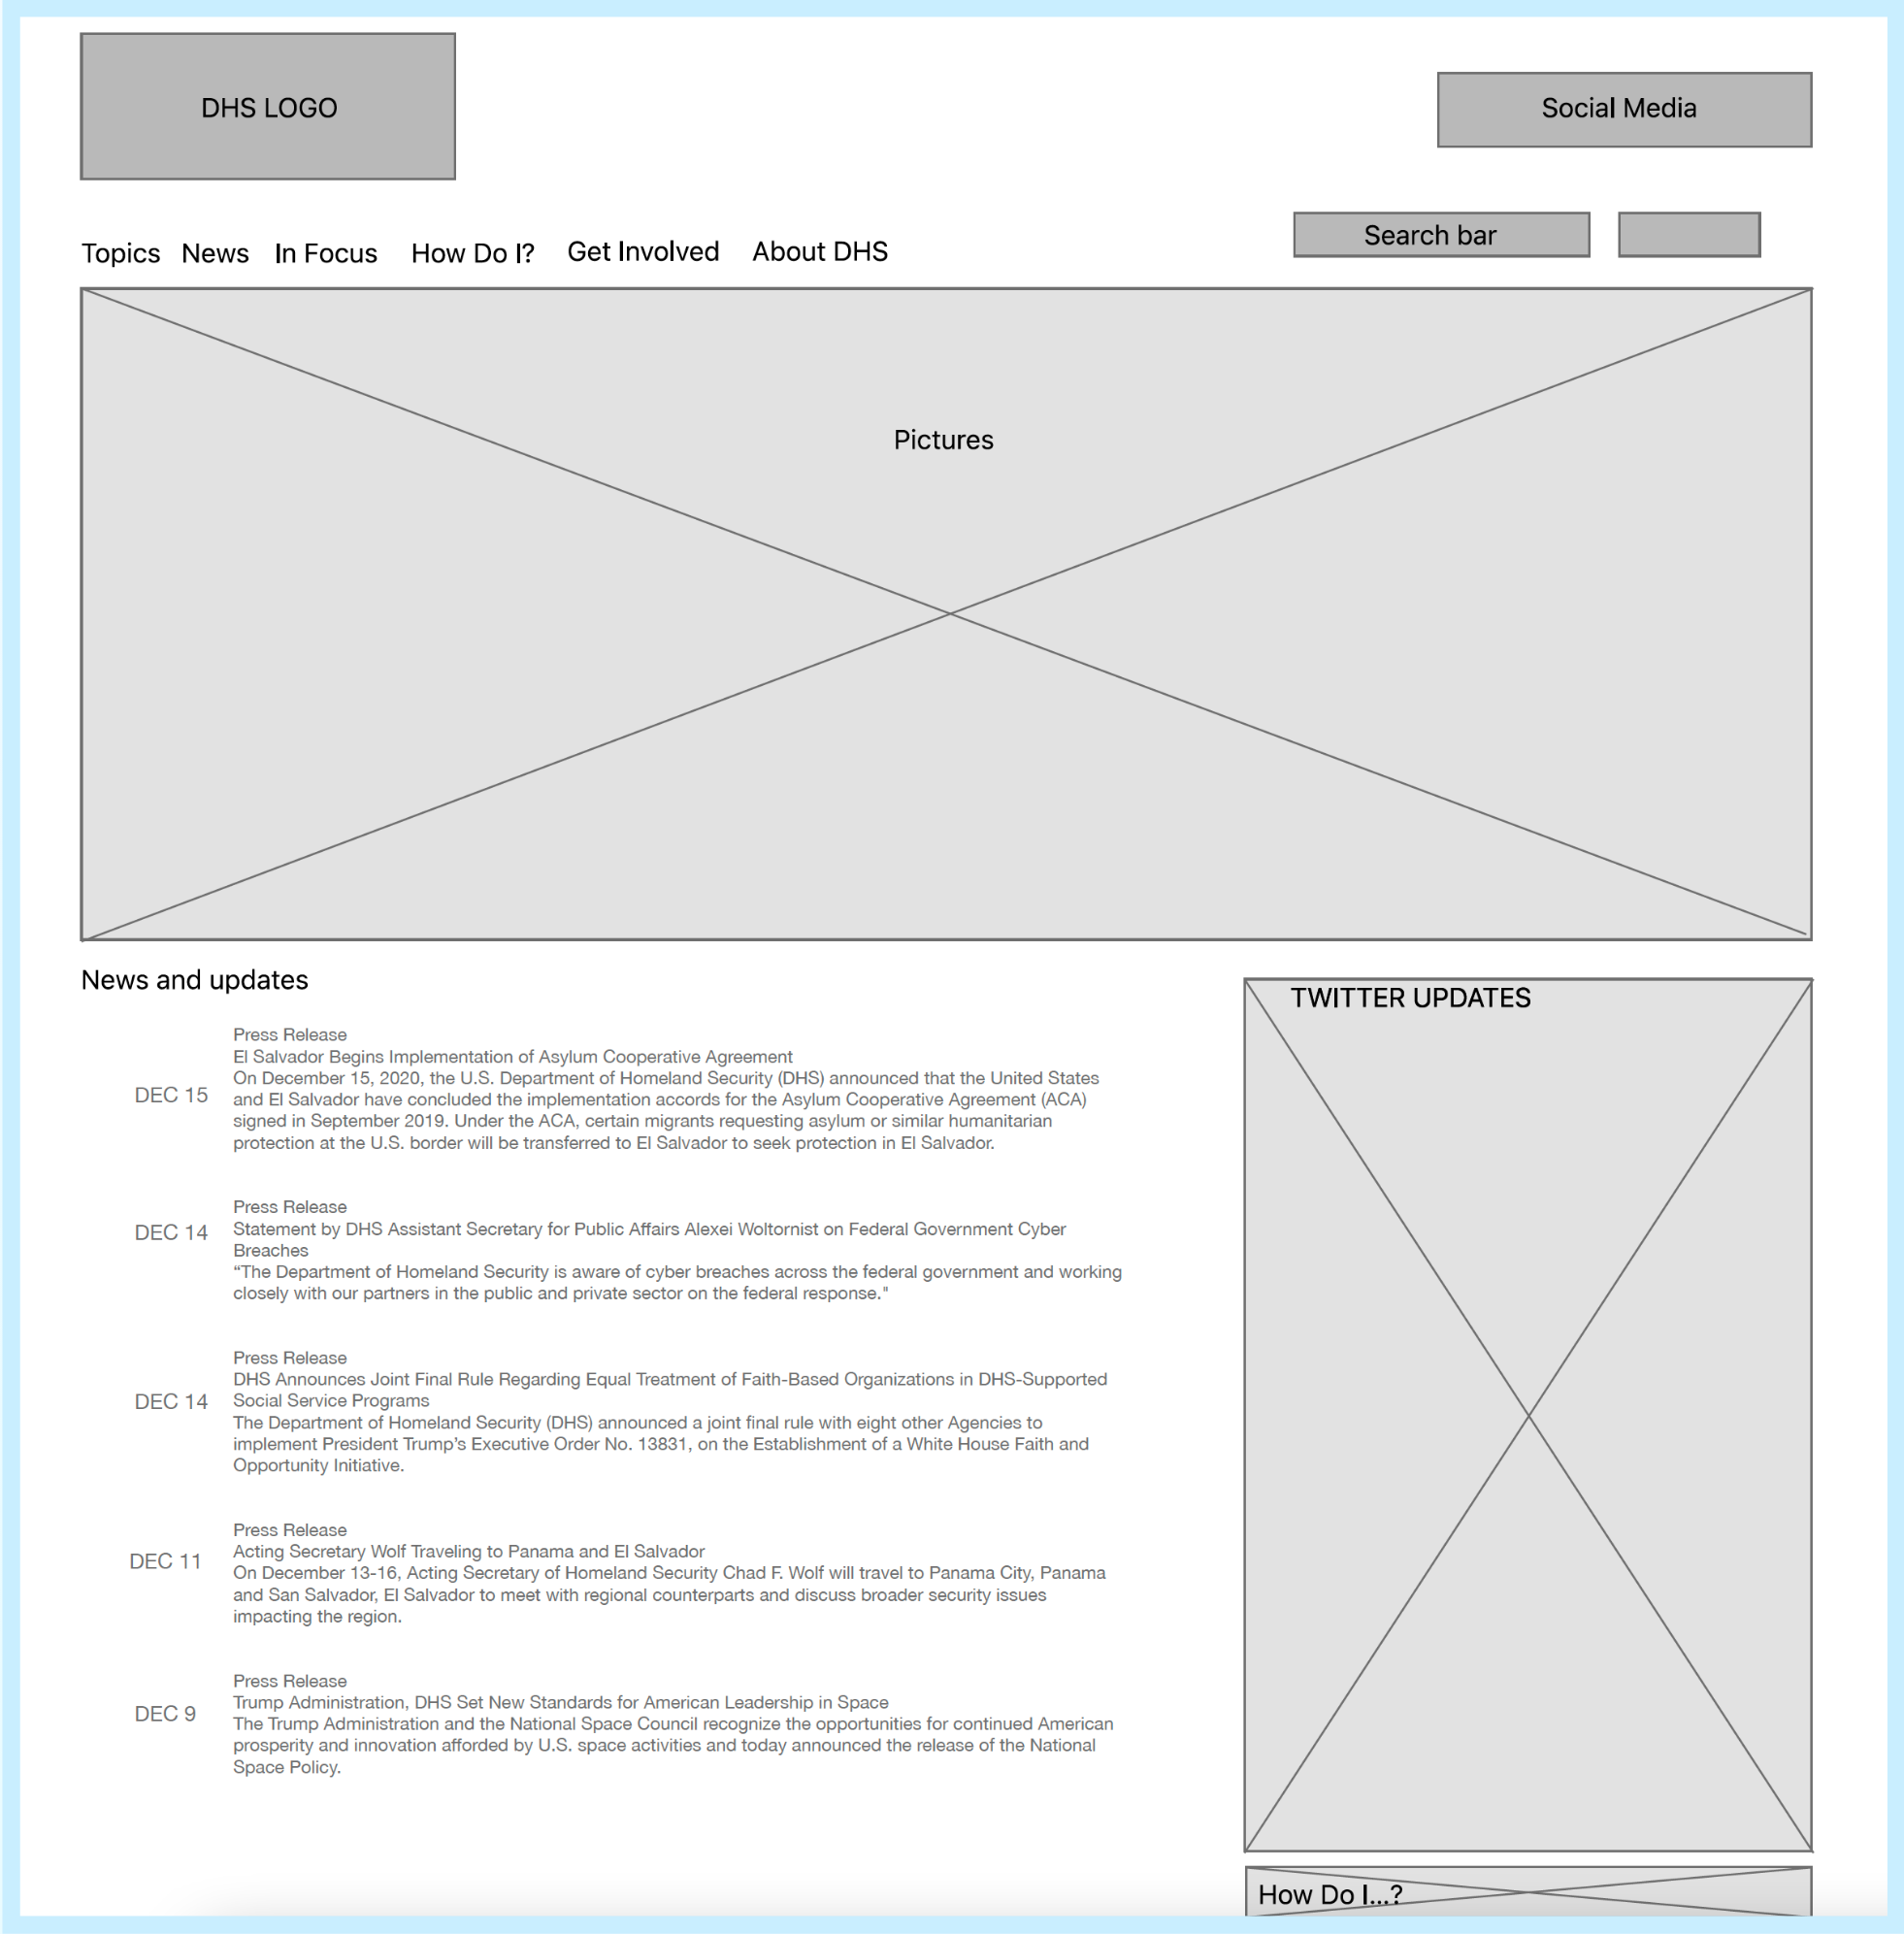 DHS LOGO
Social Media
Search bar
Topics News In Focus How Do I? Get Involved About DHS
Pictures
News and updates
DEC 15
Press Release
El Salvador Begins Implementation of Asylum Cooperative Agreement
On December 15, 2020, the U.S. Department of Homeland Security (DHS) announced that the United States
and El Salvador have concluded the implementation accords for the Asylum Cooperative Agreement (ACA)
signed in September 2019. Under the ACA, certain migrants requesting asylum or similar humanitarian
protection at the U.S. border will be transferred to El Salvador to seek protection in El Salvador.
DEC 14
Press Release
Statement by DHS Assistant Secretary for Public Affairs Alexei Woltornist on Federal Government Cyber
Breaches
“The Department of Homeland Security is aware of cyber breaches across the federal government and working
closely with our partners in the public and private sector on the federal response."
DEC 14
Press Release
DHS Announces Joint Final Rule Regarding Equal Treatment of Faith-Based Organizations in DHS-Supported
Social Service Programs
The Department of Homeland Security (DHS) announced a joint final rule with eight other Agencies to
implement President Trump’s Executive Order No. 13831, on the Establishment of a White House Faith and
Opportunity Initiative.
DEC 11
Press Release
Acting Secretary Wolf Traveling to Panama and El Salvador
On December 13-16, Acting Secretary of Homeland Security Chad F. Wolf will travel to Panama City, Panama
and San Salvador, El Salvador to meet with regional counterparts and discuss broader security issues
impacting the region.
DEC 9
Press Release
Trump Administration, DHS Set New Standards for American Leadership in Space
The Trump Administration and the National Space Council recognize the opportunities for continued American
prosperity and innovation afforded by U.S. space activities and today announced the release of the National
Space Policy.
TWITTER UPDATES
How Do I...?